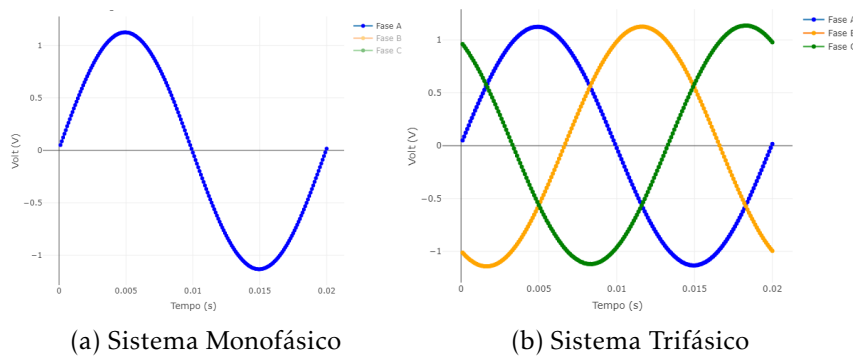 Fase A
Fase B
Fase C
Volt (V)
1
0.5
0
−0.5
−1
0
0.005
0.01
0.015
0.02
Tempo (s)
(a) Sistema Monofásico
Fase A
Fase B
Fase C
Volt (V)
1
0.5
0
−0.5
−1
0
0.005
0.01
0.015
0.02
Tempo (s)
(b) Sistema Trifásico